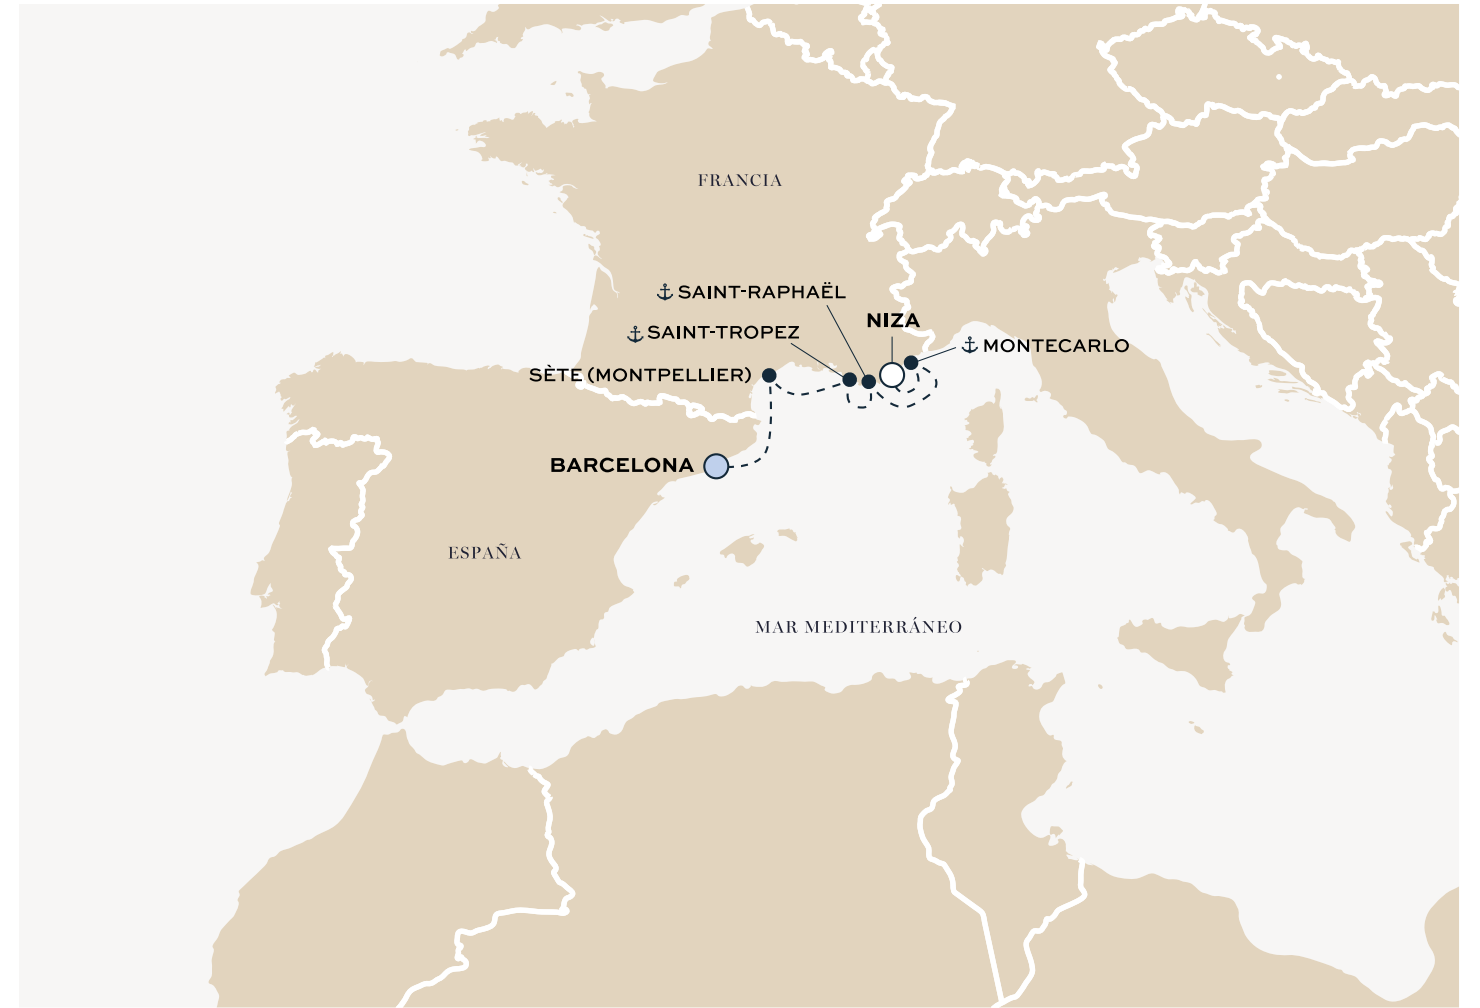 FRANCIA
SAINT-RAPHAËL
NIZA
SAINT-TROPEZ
MONTECARLO
SÈTE (MONTPELLIER)
BARCELONA
ESPAÑA
MAR MEDITERRÁNEO